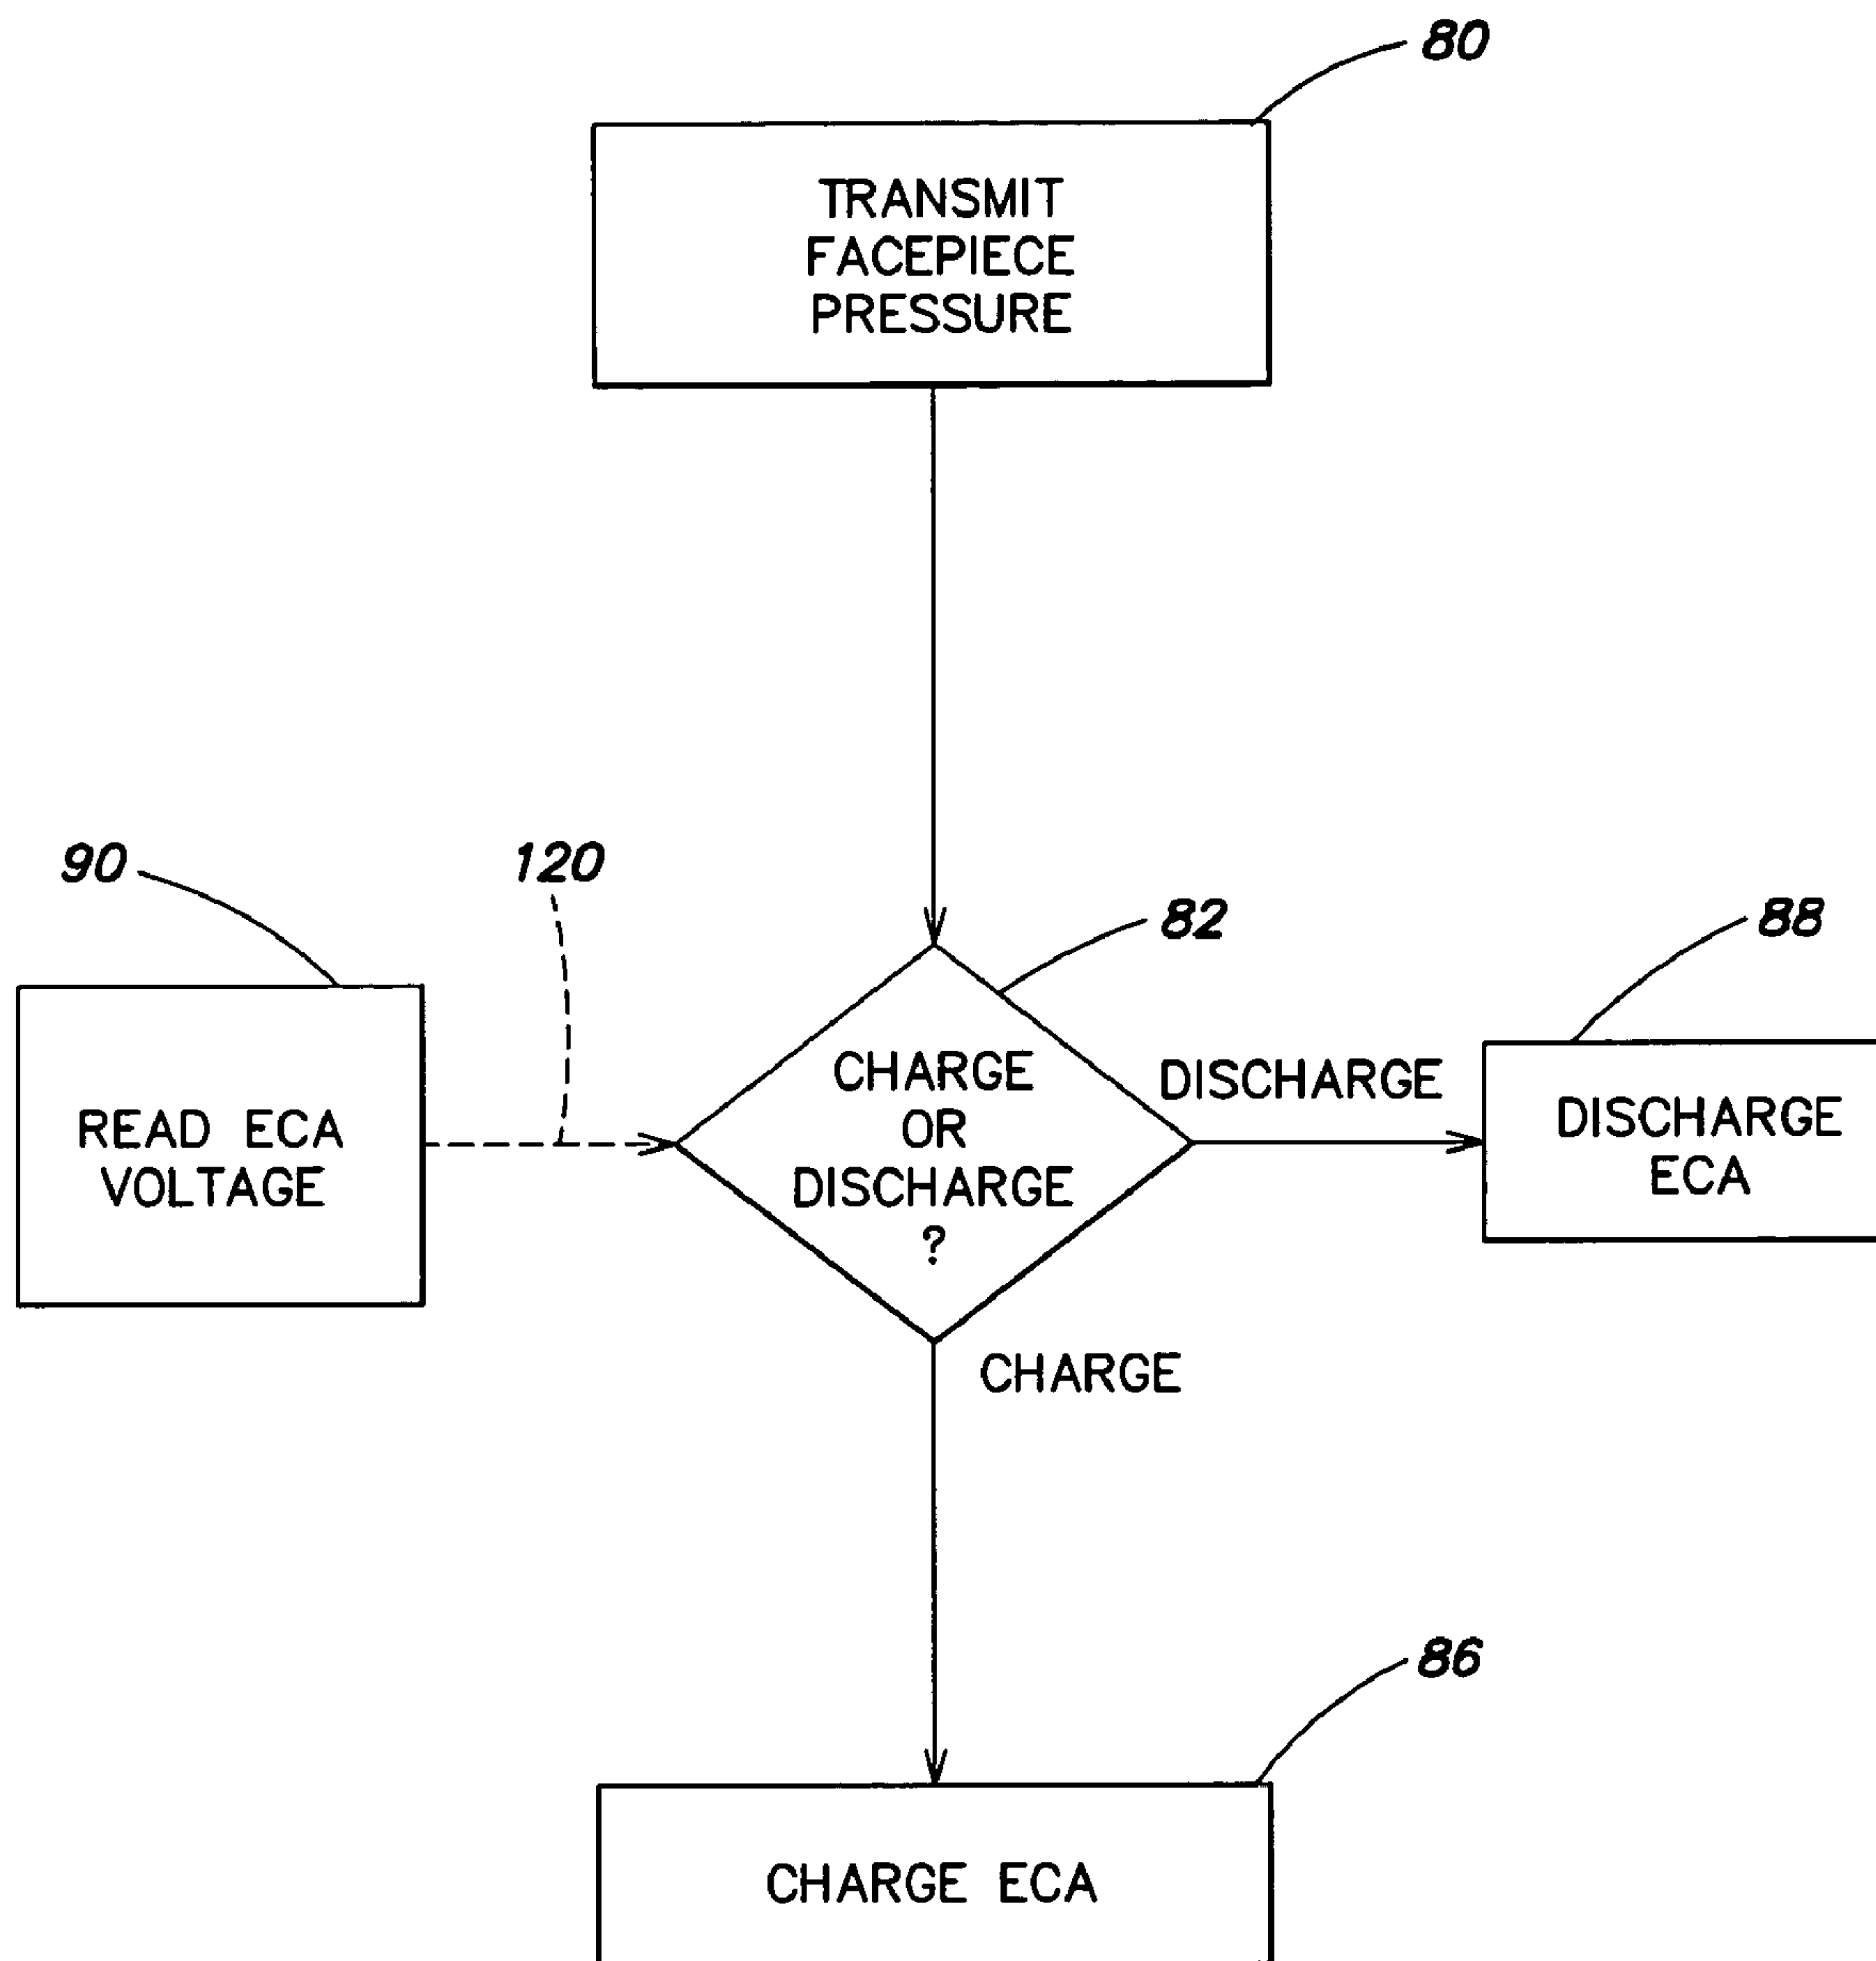 80
TRANSMIT
FACEPIECE
PRESSURE
90
120
82
88
READ ECA
VOLTAGE
CHARGE
OR
DISCHARGE
?
DISCHARGE
DISCHARGE
ECA
CHARGE
86
CHARGE ECA